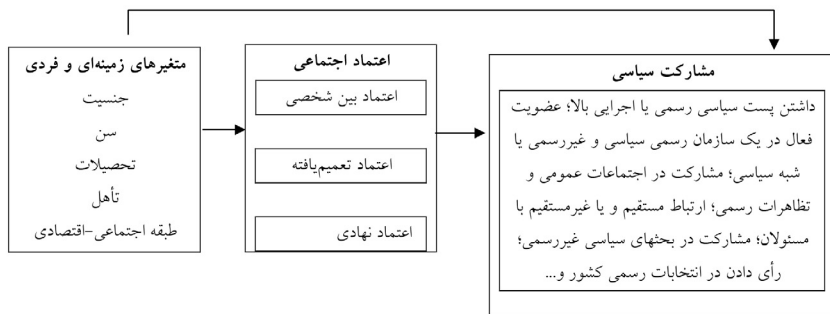 متغیرهای زمینه‌ای و فردی
جنسیت
سن
تحصیلات
تأهل
طبقه اجتماعی-اقتصادی
اعتماد اجتماعی
اعتماد بین شخصی
اعتماد تعمیم‌یافته
اعتماد نهادی
مشارکت سیاسی
داشتن پست سیاسی رسمی یا اجرایی بالا؛ عضویت
فعال در یک سازمان رسمی سیاسی و غیررسمی یا
شبه سیاسی؛ مشارکت در اجتماعات عمومی و
تظاهرات رسمی؛ ارتباط مستقیم و یا غیرمستقیم با
مسئولان؛ مشارکت در بحثهای سیاسی غیررسمی؛
رأی دادن در انتخابات رسمی کشور و...